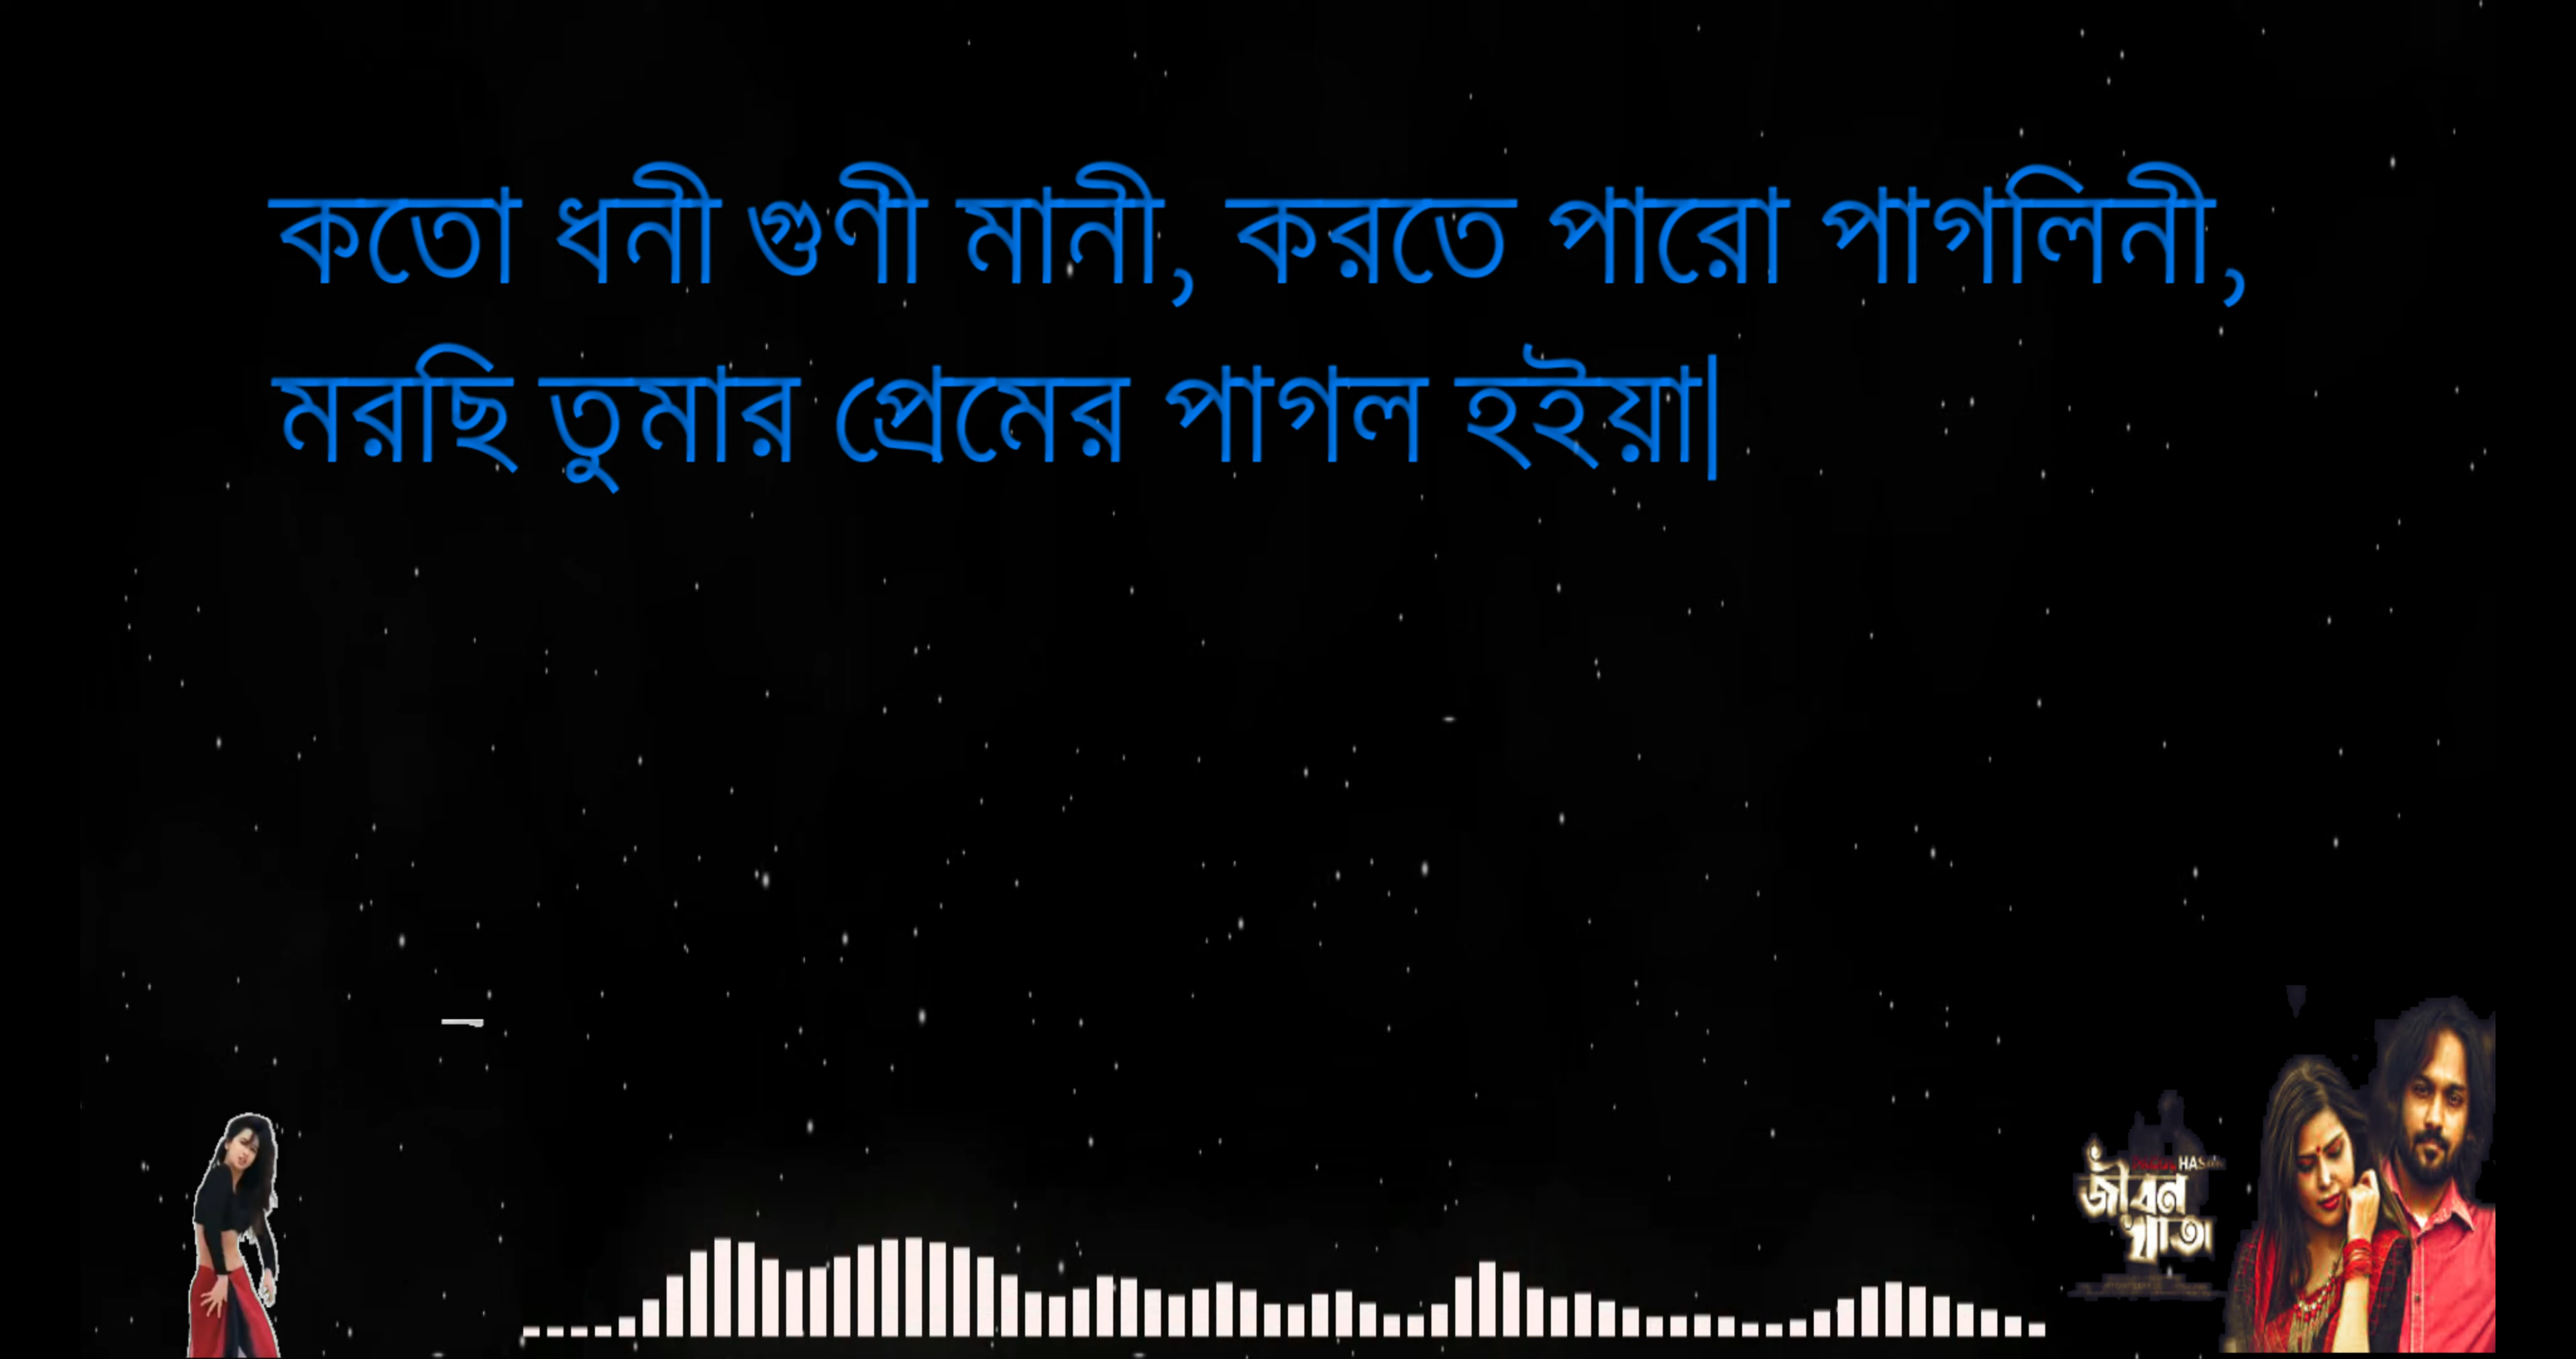 কতো ধনী গুণী মানী, করতে পারো পাগলিনী,
মরছি তুমার প্রেমের পাগল হইয়া|
জীবন
খাতা